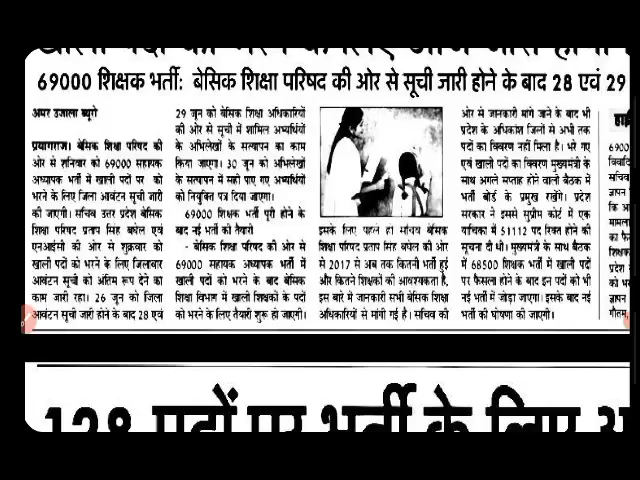 69000 शिक्षक भर्ती: बेसिक शिक्षा परिषद की ओर से सूची जारी होने के बाद 28 एवं 29
अमर उजाला ब्यूरो
प्रयागराज। बेसिक शिक्षा परिषद की
ओर से शनिवार को 69000 सहायक
अध्यापक भर्ती में खाली पदों पर को
भरने के लिए जिला आवंटन सूची जारी
की जाएगी। सचिव उत्तर प्रदेश बेसिक
शिक्षा परिषद प्रताप सिंह बघेल एवं
एनआईसी की ओर से शुक्रवार को
खाली पदों को भरने के लिए जिलावार
आवंटन सूची को अंतिम रूप देने का
काम जारी रहा। 26 जून को जिला
आवंटन सूची जारी होने के बाद 28 एवं
29 जून को बेसिक शिक्षा अधिकारियों
की ओर से सूची में शामिल अभ्यर्थियों
के अभिलेखों के सत्यापन का काम
किया जाएगा। 30 जून को अभिलेखों
के सत्यापन में सही पाए गए अभ्यर्थियों
को नियुक्ति पत्र दिया जाएगा।
69000 शिक्षक भर्ती पूरी होने के
बाद नई भर्ती की तैयारी
- बेसिक शिक्षा परिषद की ओर से
69000 सहायक अध्यापक भर्ती में
खाली पदों को भरने के बाद बेसिक
शिक्षा विभाग में खाली शिक्षकों के पदों
को भरने के लिए तैयारी शुरू हो जाएगी।
इसके लिए पहले ही सचिव बेसिक
शिक्षा परिषद प्रताप सिंह बघेल की ओर
से 2017 से अब तक कितनी भर्ती हुई
और कितने शिक्षकों की आवश्यकता है,
इस बारे में जानकारी सभी बेसिक शिक्षा
अधिकारियों से मांगी गई है। सचिव की
ओर से जानकारी मांगे जाने के बाद भी
प्रदेश के अधिकांश जिलों से अभी तक
पदों का विवरण नहीं मिला है। भरे गए
एवं खाली पदों का विवरण मुख्यमंत्री के
साथ अगले सप्ताह होने वाली बैठक में
भर्ती बोर्ड के प्रमुख रखेंगे। प्रदेश
सरकार ने इससे सुप्रीम कोर्ट में एक
याचिका में 51112 पद रिक्त होने की
सूचना दी थी। मुख्यमंत्री के साथ बैठक
में 68500 शिक्षक भर्ती में खाली पदों
पर फैसला होने के बाद इन पदों को भी
नई भर्ती में जोड़ा जाएगा। इसके बाद नई
भर्ती की घोषणा की जाएगी।
128 पदों पर भर्ती के लिए